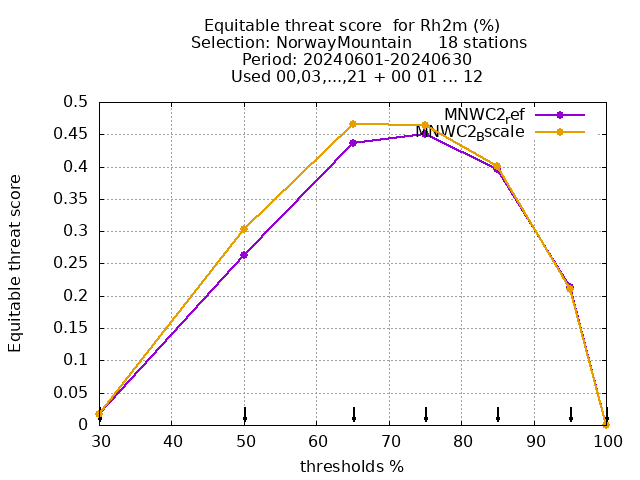 Equitable threat score  for Rh2m (%)
Selection: NorwayMountain     18 stations
Period: 20240601-20240630
Used 00,03,...,21 + 00 01 ... 12
MNWC2ref
MNWC2Bscale
0.5
0.45
0.4
0.35
0.3
0.25
0.2
0.15
0.1
0.05
0
Equitable threat score
30 40 50 60 70 80 90 100
thresholds %